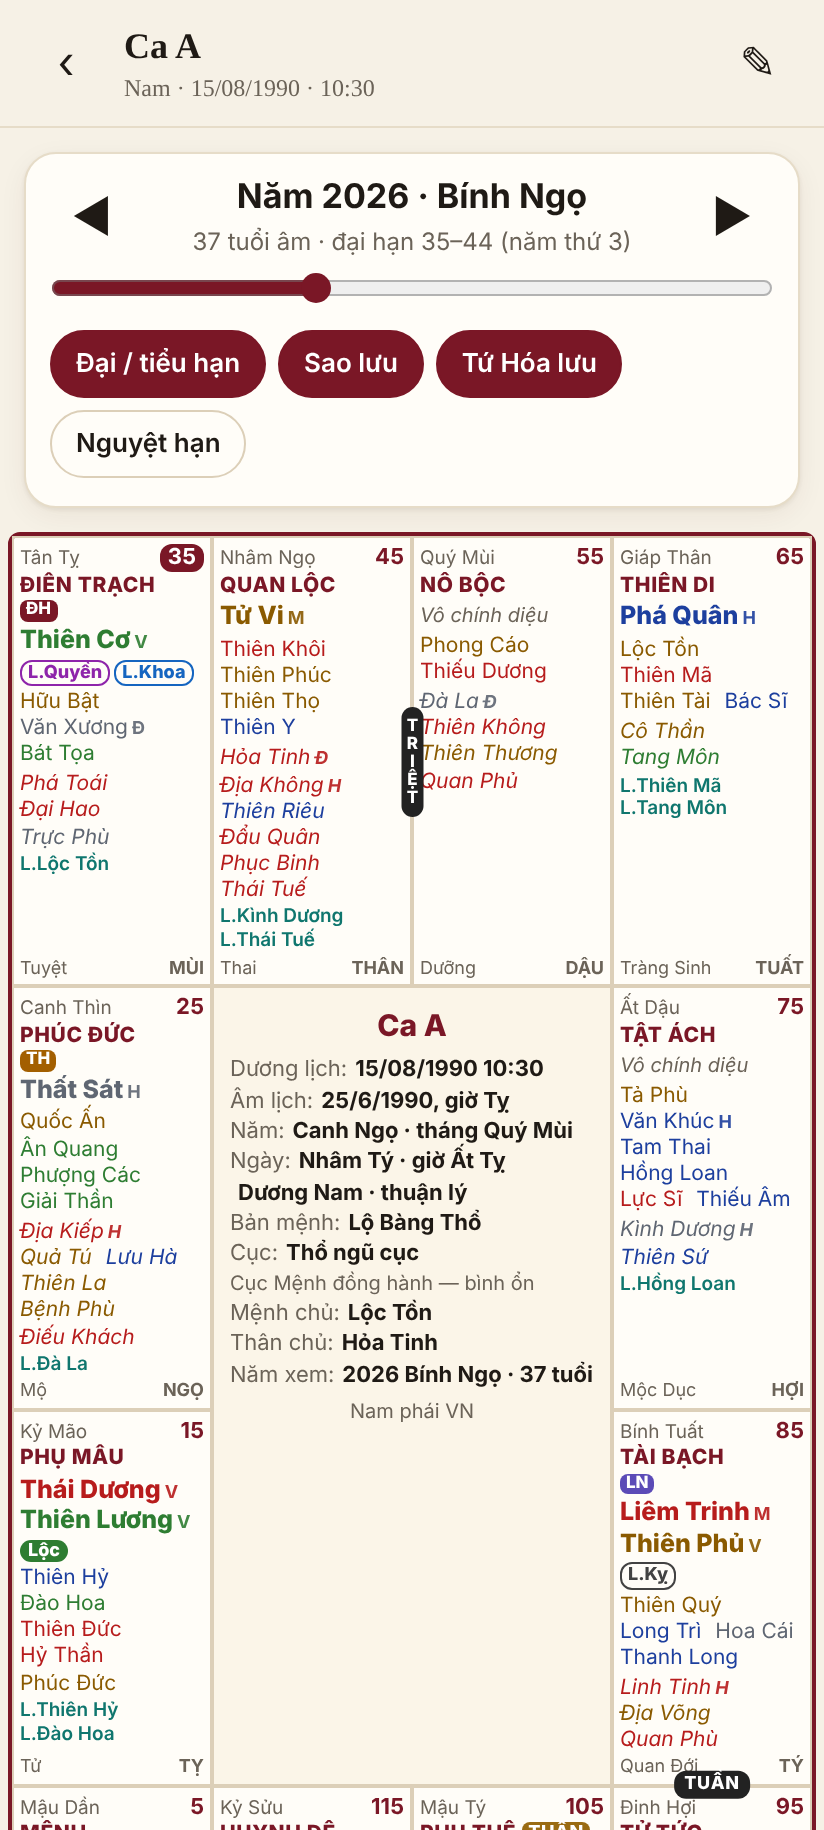 Ca A
Nam · 15/08/1990 · 10:30
Năm 2026 · Bính Ngọ
37 tuổi âm · đại hạn 35–44 (năm thứ 3)
Đại / tiểu hạn
Sao lưu
Tứ Hóa lưu
Nguyệt hạn
Tân Tỵ 35
ĐIỀN TRẠCH
ĐH
Thiên Cơ V
L.Quyền L.Khoa
Hữu Bật
Văn Xương Đ
Bát Tọa
Phá Toái
Đại Hao
Trực Phù
L.Lộc Tồn
Tuyệt MÙI
Nhâm Ngọ 45
QUAN LỘC
Tử Vi M
Thiên Khôi
Thiên Phúc
Thiên Thọ
Thiên Y
Hỏa Tinh Đ
Địa Không H
Thiên Riêu
Đẩu Quân
Phục Binh
Thái Tuế
L.Kình Dương
L.Thái Tuế
Thai THÂN
TRIỆT
Quý Mùi 55
NÔ BỘC
Vô chính diệu
Phong Cáo
Thiếu Dương
Đà La Đ
Thiên Không
Thiên Thương
Quan Phủ
Dưỡng DẬU
Giáp Thân 65
THIÊN DI
Phá Quân H
Lộc Tồn
Thiên Mã
Thiên Tài Bác Sĩ
Cô Thần
Tang Môn
L.Thiên Mã
L.Tang Môn
Tràng Sinh TUẤT
Canh Thìn 25
PHÚC ĐỨC
TH
Thất Sát H
Quốc Ấn
Ân Quang
Phượng Các
Giải Thần
Địa Kiếp H
Quả Tú Lưu Hà
Thiên La
Bệnh Phù
Điếu Khách
L.Đà La
Mộ NGỌ
Ca A
Dương lịch: 15/08/1990 10:30
Âm lịch: 25/6/1990, giờ Tỵ
Năm: Canh Ngọ · tháng Quý Mùi
Ngày: Nhâm Tý · giờ Ất Tỵ
Dương Nam · thuận lý
Bản mệnh: Lộ Bàng Thổ
Cục: Thổ ngũ cục
Cục Mệnh đồng hành — bình ổn
Mệnh chủ: Lộc Tồn
Thân chủ: Hỏa Tinh
Năm xem: 2026 Bính Ngọ · 37 tuổi
Nam phái VN
Ất Dậu 75
TẬT ÁCH
Vô chính diệu
Tả Phù
Văn Khúc H
Tam Thai
Hồng Loan
Lực Sĩ Thiếu Âm
Kình Dương H
Thiên Sứ
L.Hồng Loan
Mộc Dục HỢI
Kỷ Mão 15
PHỤ MẪU
Thái Dương V
Thiên Lương V
Lộc
Thiên Hỷ
Đào Hoa
Thiên Đức
Hỷ Thần
Phúc Đức
L.Thiên Hỷ
L.Đào Hoa
Tử TỴ
Bính Tuất 85
TÀI BẠCH
LN
Liêm Trinh M
Thiên Phủ V
L.Kỵ
Thiên Quý
Long Trì Hoa Cái
Thanh Long
Linh Tinh H
Địa Võng
Quan Phù
Quan Đới TÝ
TUẦN
Mậu Dần 5
MỆNH
Kỷ Sửu 115
HUYNH ĐỆ
Mậu Tý 105
PHU THÊ TUẦN
Đinh Hợi 95
TỬ TỨC